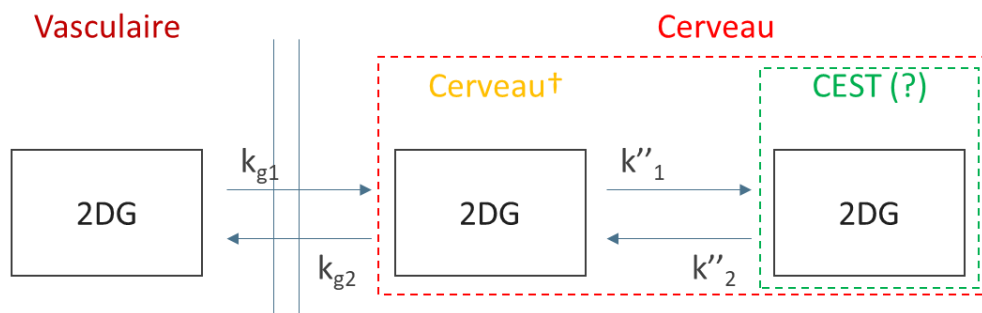 Vasculaire
Cerveau
Cerveau†
CEST (?)
2DG
kg1
kg2
2DG
k’’1
k’’2
2DG